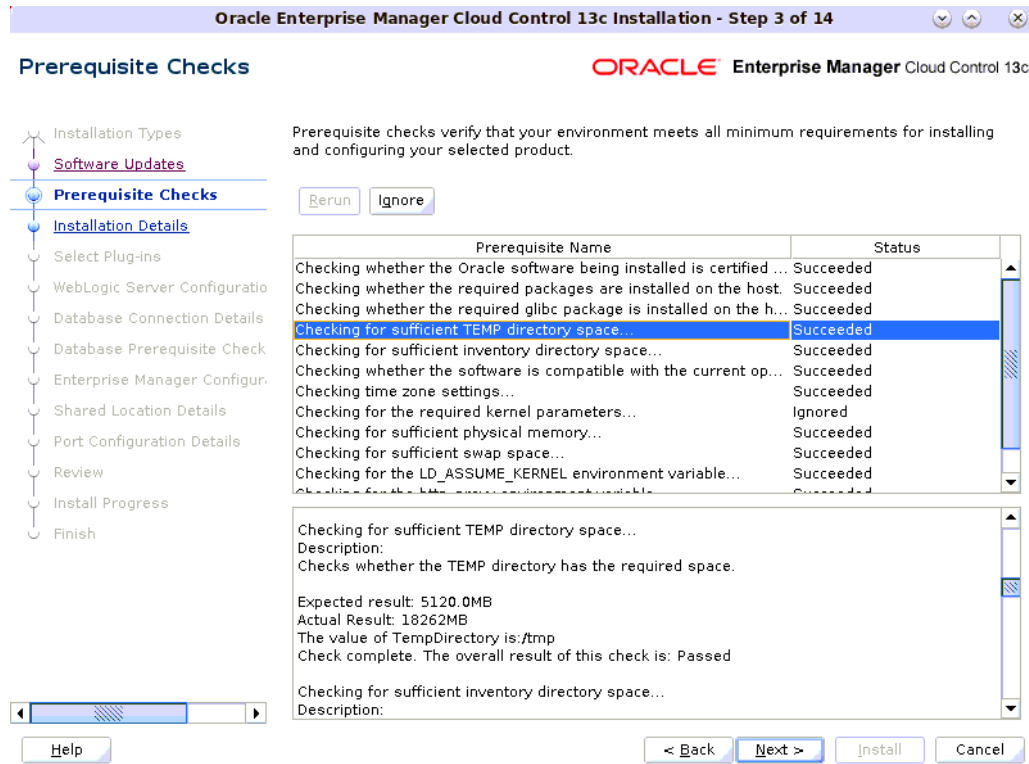 Oracle Enterprise Manager Cloud Control 13c Installation - Step 3 of 14
Prerequisite Checks
ORACLE Enterprise Manager Cloud Control 13c
Installation Types
Software Updates
Prerequisite Checks
Installation Details
Select Plug-ins
WebLogic Server Configuratio
Database Connection Details
Database Prerequisite Check
Enterprise Manager Configur
Shared Location Details
Port Configuration Details
Review
Install Progress
Finish
Prerequisite checks verify that your environment meets all minimum requirements for installing
and configuring your selected product.
Rerun Ignore
Prerequisite Name Status
Checking whether the Oracle software being installed is certified ... Succeeded
Checking whether the required packages are installed on the host. Succeeded
Checking whether the required glibc package is installed on the h... Succeeded
Checking for sufficient TEMP directory space... Succeeded
Checking for sufficient inventory directory space... Succeeded
Checking whether the software is compatible with the current op... Succeeded
Checking time zone settings... Succeeded
Checking for the required kernel parameters... Ignored
Checking for sufficient physical memory... Succeeded
Checking for sufficient swap space... Succeeded
Checking for the LD_ASSUME_KERNEL environment variable... Succeeded
Checking for the http_proxy environment variable Succeeded
Checking for sufficient TEMP directory space...
Description:
Checks whether the TEMP directory has the required space.
Expected result: 5120.0MB
Actual Result: 18262MB
The value of TempDirectory is:/tmp
Check complete. The overall result of this check is: Passed
Checking for sufficient inventory directory space...
Description:
Help < Back Next > Install Cancel